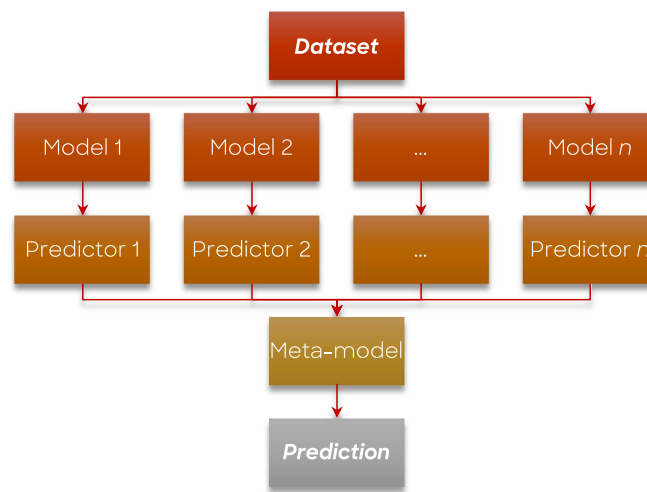 Dataset
Model 1
Model 2
...
Model n
Predictor 1
Predictor 2
...
Predictor n
Meta-model
Prediction